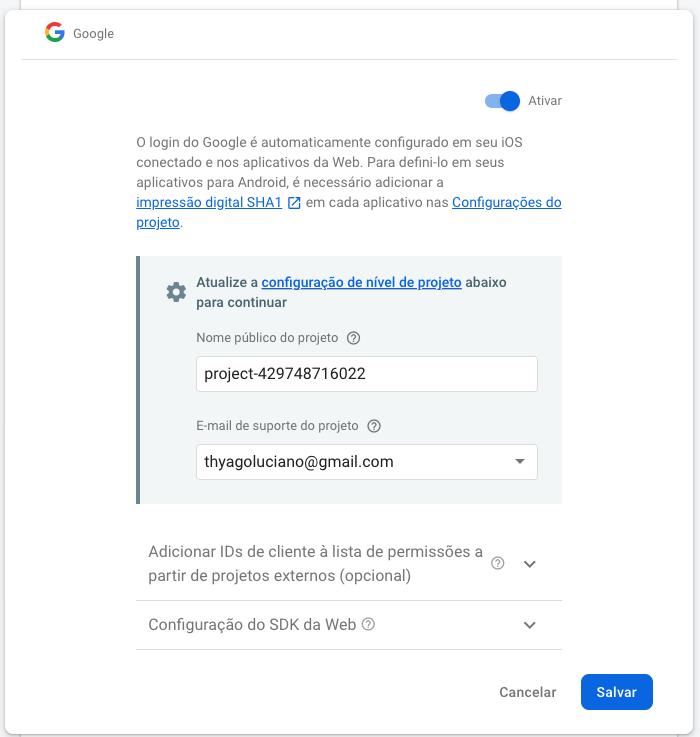 Google
Ativar
O login do Google é automaticamente configurado em seu iOS
conectado e nos aplicativos da Web. Para defini-lo em seus
aplicativos para Android, é necessário adicionar a
impressão digital SHA1 em cada aplicativo nas Configurações do
projeto.
Atualize a configuração de nível de projeto abaixo
para continuar
Nome público do projeto
project-429748716022
E-mail de suporte do projeto
thyagoluciano@gmail.com
Adicionar IDs de cliente à lista de permissões a
partir de projetos externos (opcional)
Configuração do SDK da Web
Cancelar Salvar